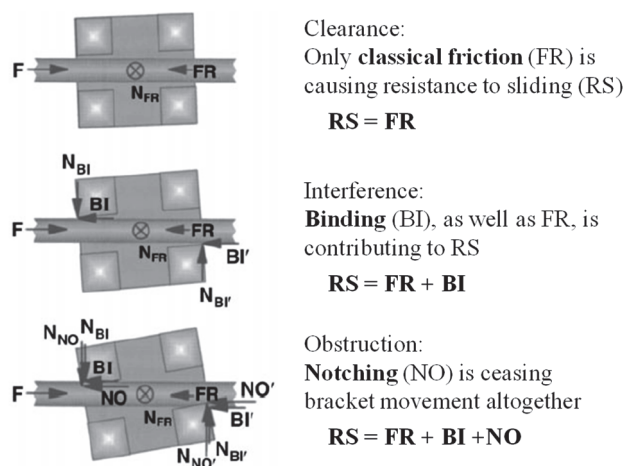 Clearance:
Only classical friction (FR) is
causing resistance to sliding (RS)
RS = FR
F
FR
N_FR
Interference:
Binding (BI), as well as FR, is
contributing to RS
RS = FR + BI
N_BI
BI
F
FR
N_FR
BI'
N_BI'
Obstruction:
Notching (NO) is ceasing
bracket movement altogether
RS = FR + BI +NO
N_NO N_BI
BI
F
NO
FR
NO'
N_FR
BI'
N_NO' N_BI'